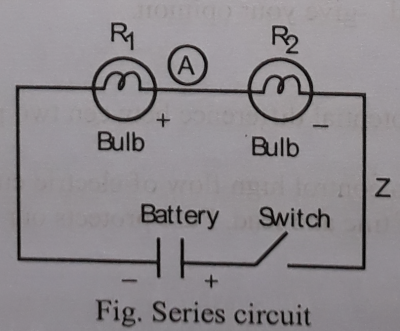 R1 R2
A
+ −
Bulb Bulb
Z
Battery Switch
− +
Fig. Series circuit